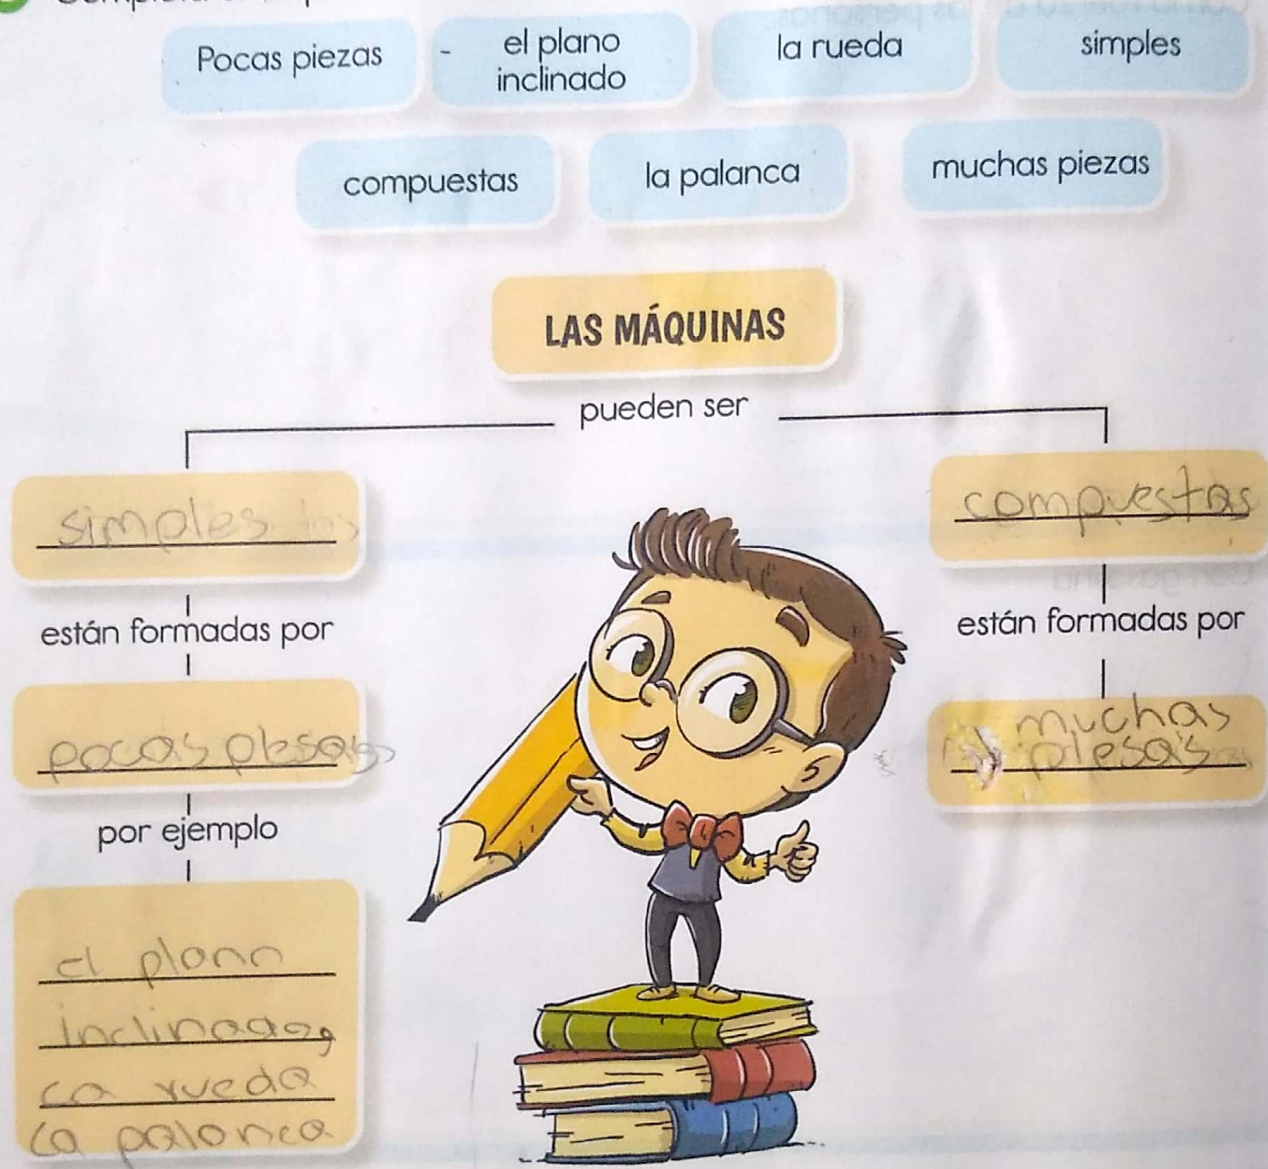 Pocas piezas
- el plano
inclinado
la rueda
simples
compuestas
la palanca
muchas piezas
LAS MÁQUINAS
pueden ser
simples
compuestas
están formadas por
están formadas por
pocas piesas
muchas
piesas
por ejemplo
el plano
inclinado,
la rueda
la palanca